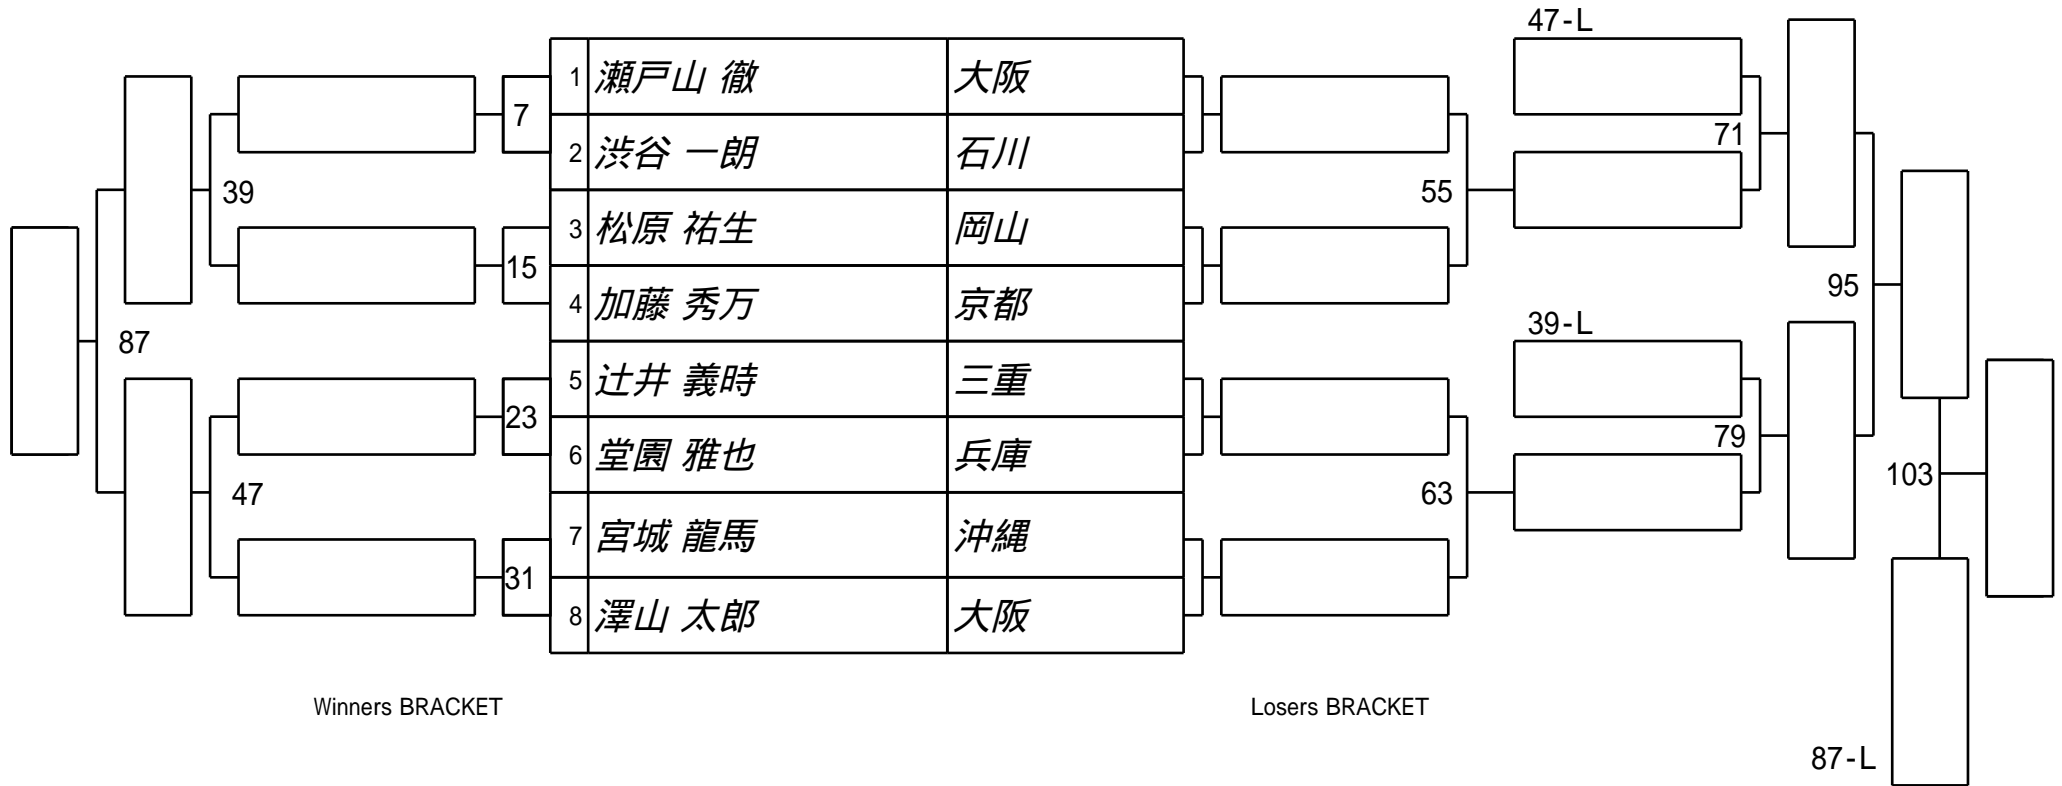 47-L
1 瀬戸山 徹 大阪
7
71
2 渋谷 一朗 石川
39
55
3 松原 祐生 岡山
15
95
4 加藤 秀万 京都
39-L
87
5 辻井 義時 三重
23
79
6 堂園 雅也 兵庫
103
47
63
7 宮城 龍馬 沖縄
31
8 澤山 太郎 大阪
Winners BRACKET
Losers BRACKET
87-L